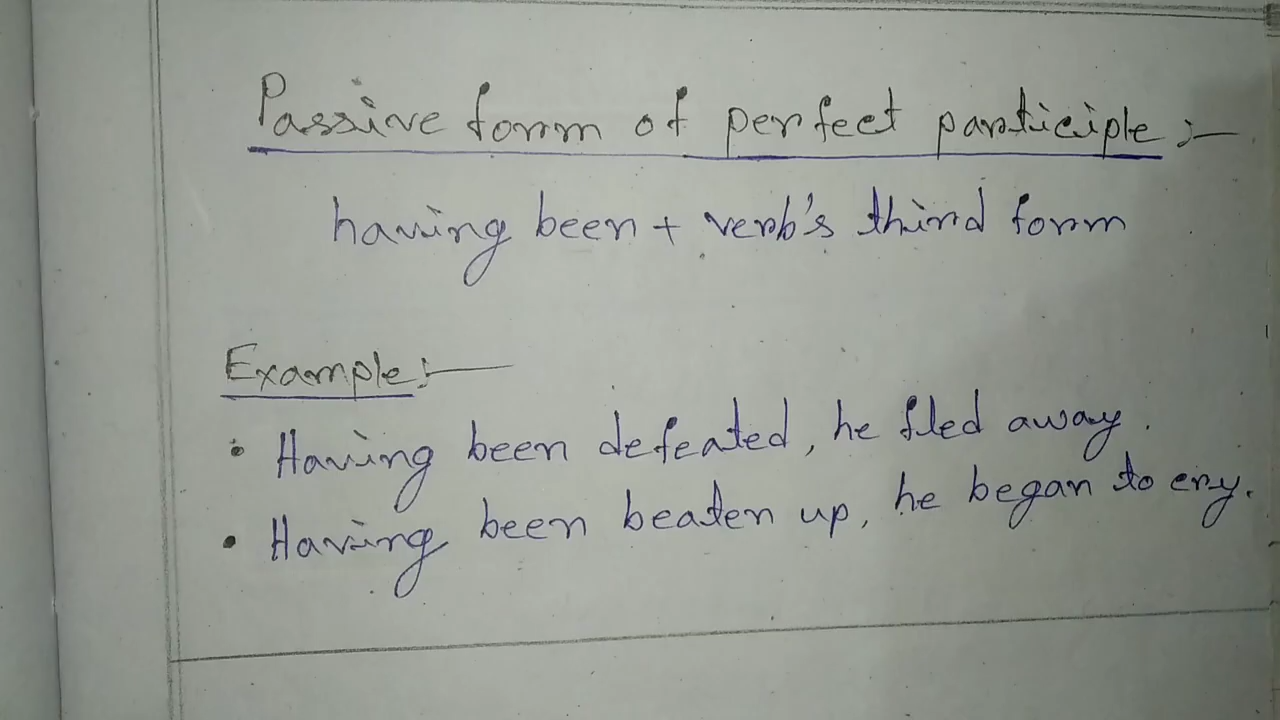 Passive form of perfect participle :-
having been + verb's third form
Example :-
• Having been defeated, he fled away.
• Having been beaten up, he began to cry.